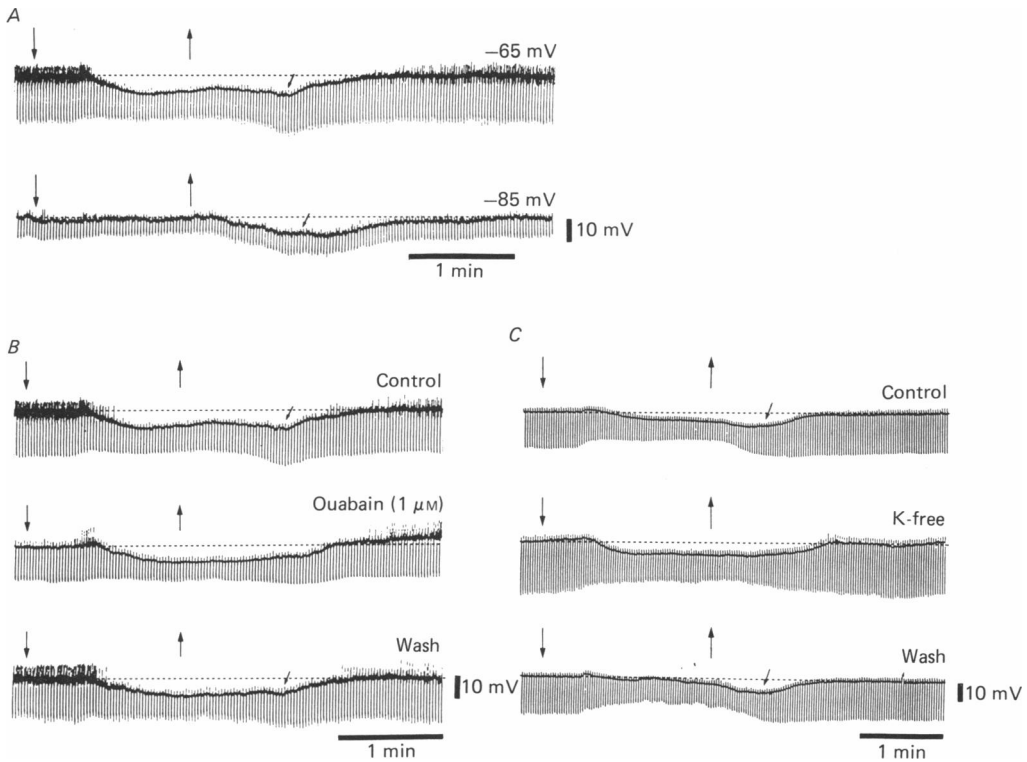 A
−65 mV
−85 mV
10 mV
1 min
B
Control
Ouabain (1 μM)
Wash
10 mV
1 min
C
Control
K-free
Wash
10 mV
1 min